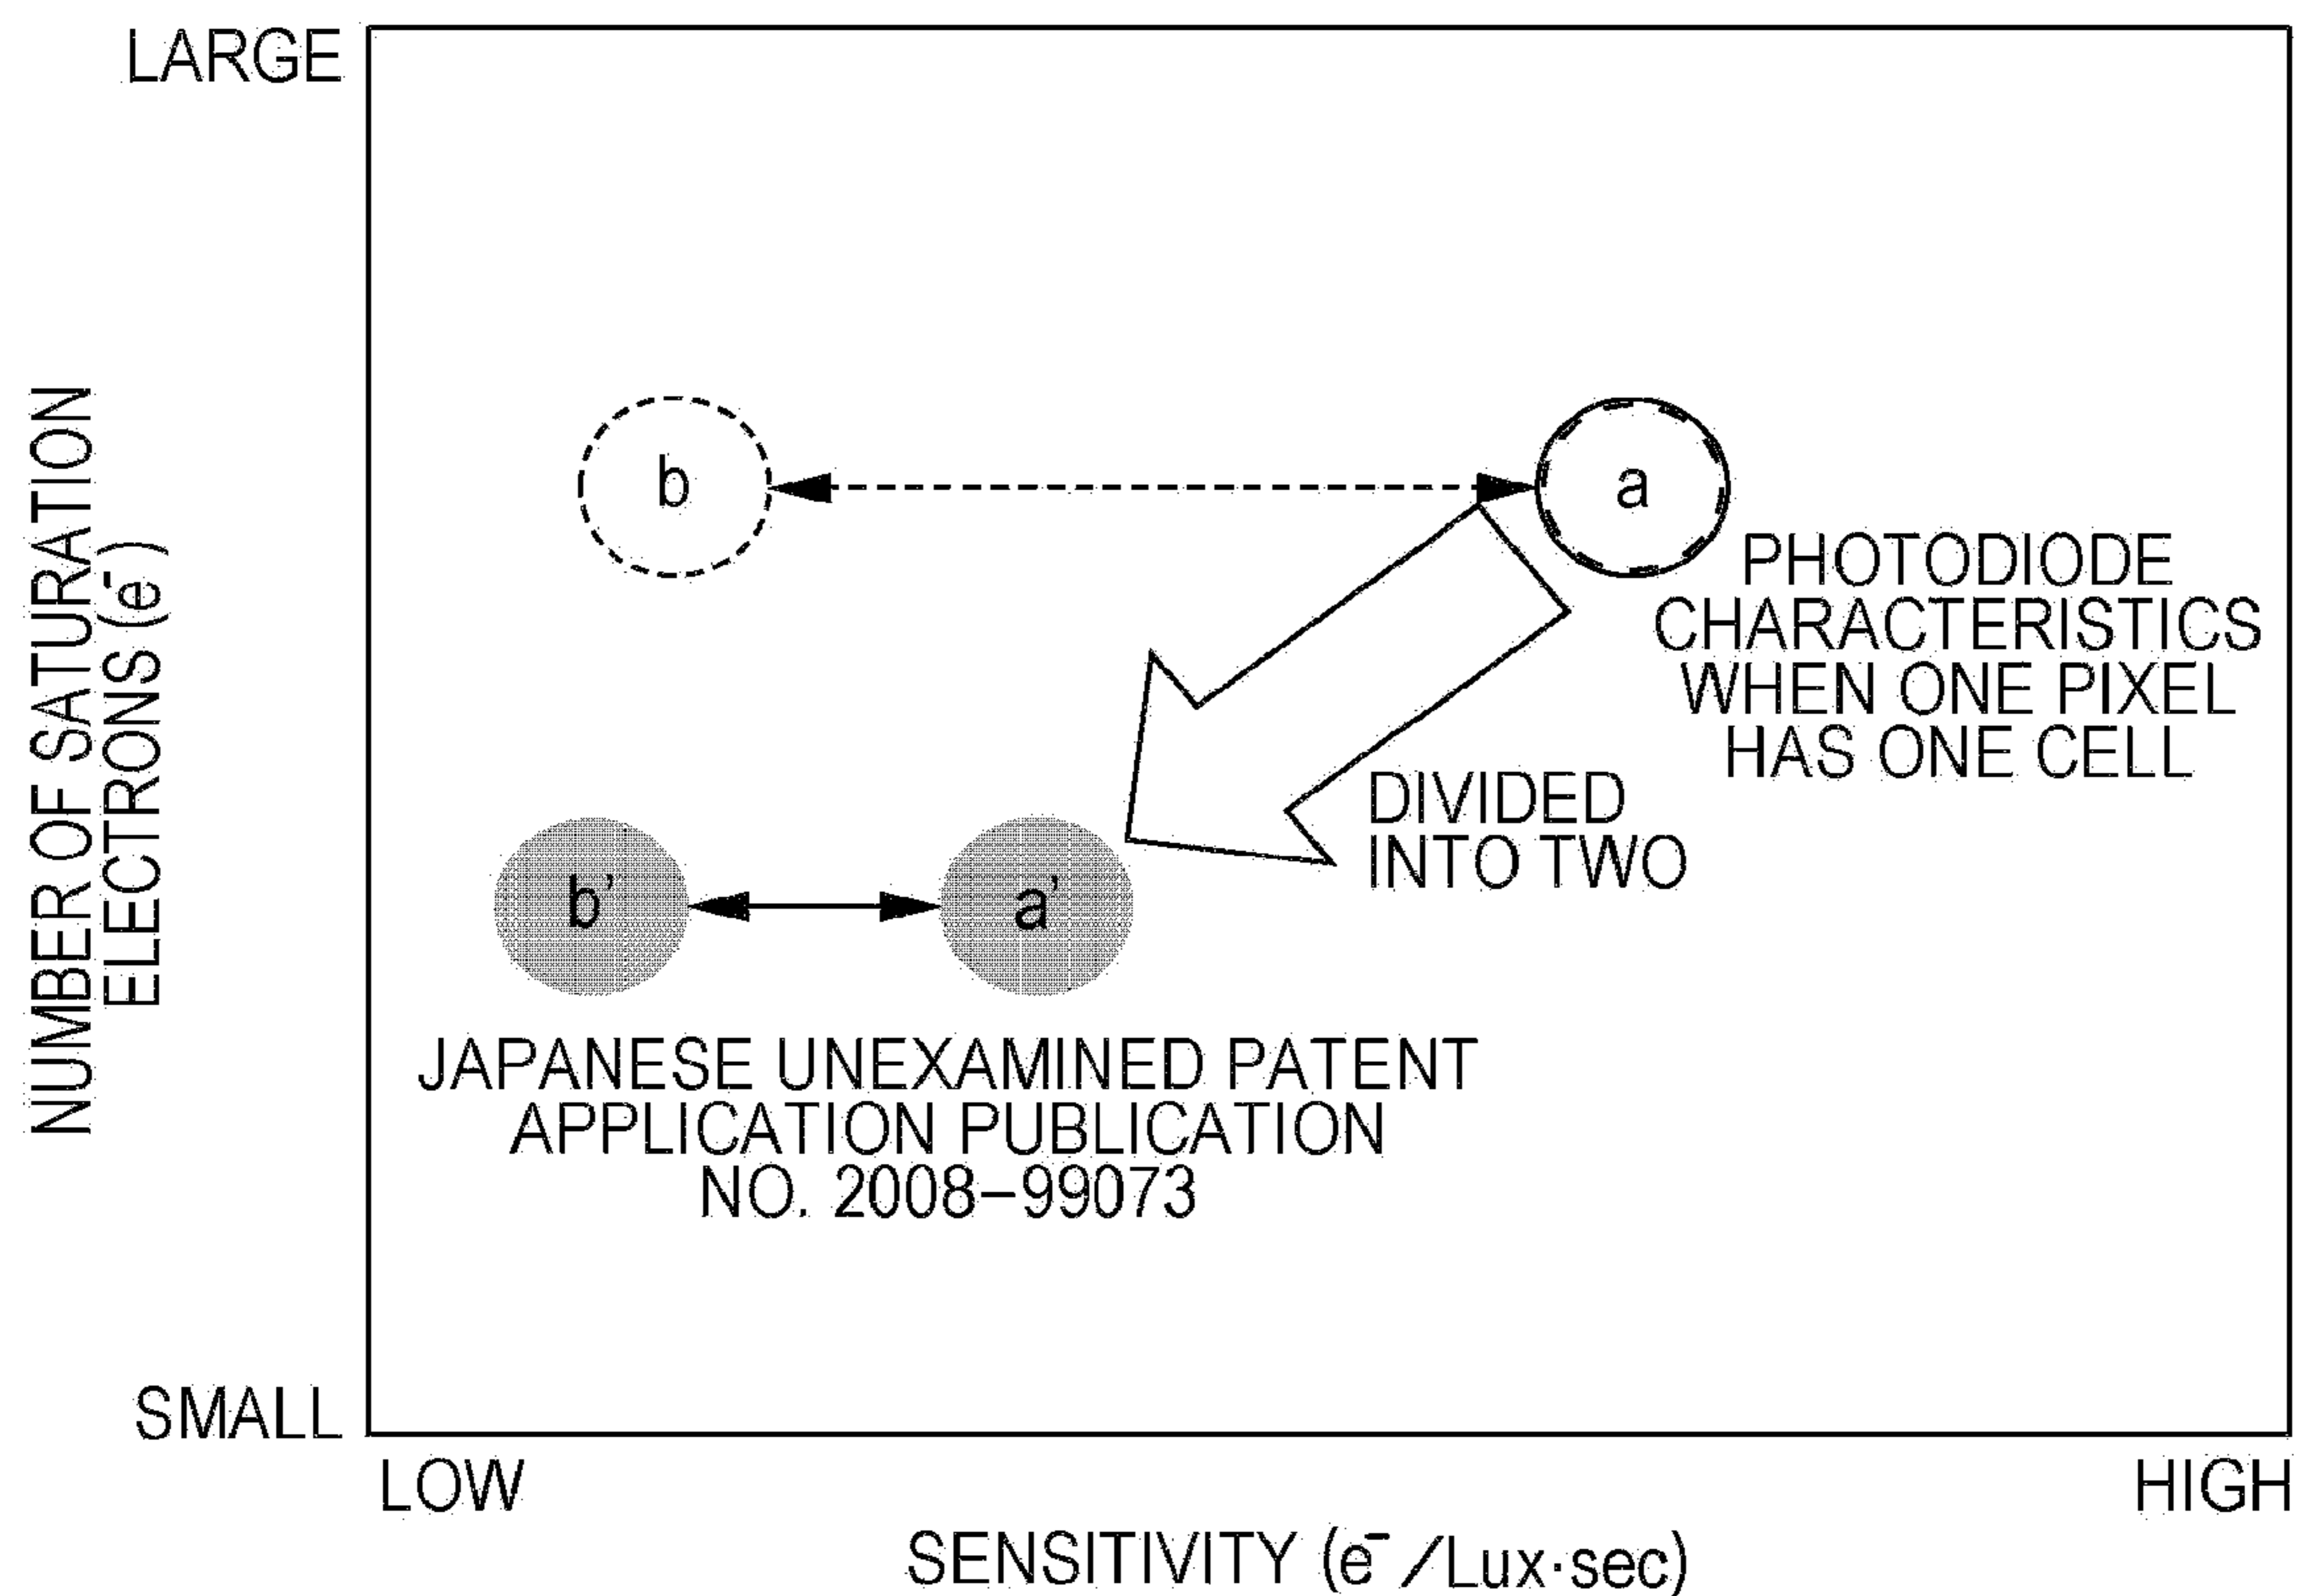 LARGE
NUMBER OF SATURATION
ELECTRONS (e⁻)
b
a
PHOTODIODE
CHARACTERISTICS
WHEN ONE PIXEL
HAS ONE CELL
DIVIDED
INTO TWO
b'
a'
JAPANESE UNEXAMINED PATENT
APPLICATION PUBLICATION
NO. 2008-99073
SMALL
LOW
HIGH
SENSITIVITY (e⁻/Lux·sec)